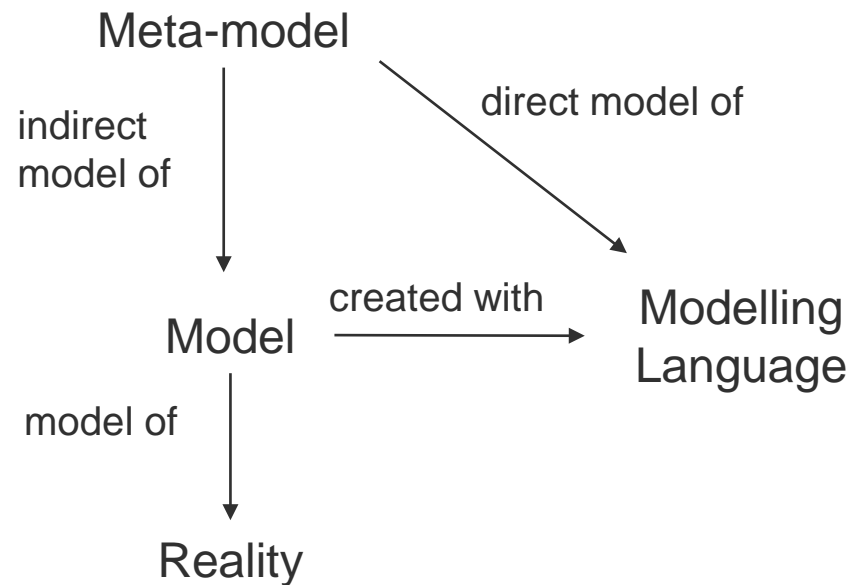 Meta-model
direct model of
indirect
model of
created with
Modelling
Language
Model
model of
Reality